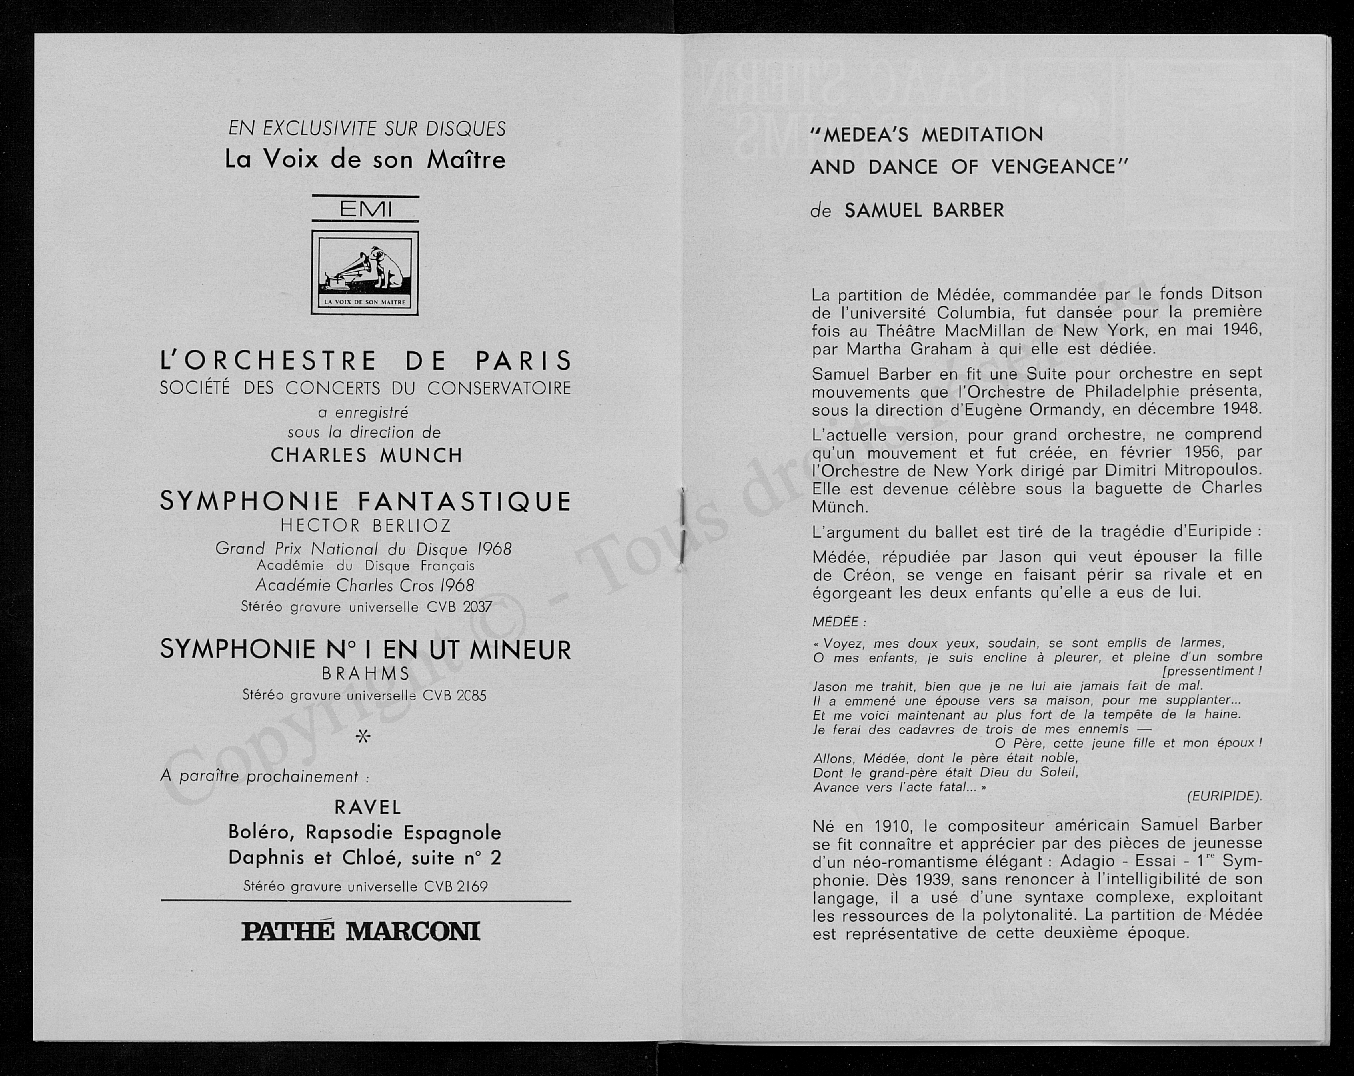 EN EXCLUSIVITE SUR DISQUES
La Voix de son Maître
EMI
LA VOIX DE SON MAITRE
L'ORCHESTRE DE PARIS
SOCIÉTÉ DES CONCERTS DU CONSERVATOIRE
a enregistré
sous la direction de
CHARLES MUNCH
SYMPHONIE FANTASTIQUE
HECTOR BERLIOZ
Grand Prix National du Disque 1968
Académie du Disque Français
Académie Charles Cros 1968
Stéréo gravure universelle CVB 2037
SYMPHONIE N° 1 EN UT MINEUR
BRAHMS
Stéréo gravure universelle CVB 2085
A paraître prochainement :
RAVEL
Boléro, Rapsodie Espagnole
Daphnis et Chloé, suite n° 2
Stéréo gravure universelle CVB 2169
PATHÉ MARCONI
"MEDEA'S MEDITATION
AND DANCE OF VENGEANCE"
de SAMUEL BARBER
La partition de Médée, commandée par le fonds Ditson
de l'université Columbia, fut dansée pour la première
fois au Théâtre MacMillan de New York, en mai 1946,
par Martha Graham à qui elle est dédiée.
Samuel Barber en fit une Suite pour orchestre en sept
mouvements que l'Orchestre de Philadelphie présenta,
sous la direction d'Eugène Ormandy, en décembre 1948.
L'actuelle version, pour grand orchestre, ne comprend
qu'un mouvement et fut créée, en février 1956, par
l'Orchestre de New York dirigé par Dimitri Mitropoulos.
Elle est devenue célèbre sous la baguette de Charles
Münch.
L'argument du ballet est tiré de la tragédie d'Euripide :
Médée, répudiée par Jason qui veut épouser la fille
de Créon, se venge en faisant périr sa rivale et en
égorgeant les deux enfants qu'elle a eus de lui.
MÉDÉE :
« Voyez, mes doux yeux, soudain, se sont emplis de larmes,
O mes enfants, je suis encline à pleurer, et pleine d'un sombre
[pressentiment !
Jason me trahit, bien que je ne lui aie jamais fait de mal.
Il a emmené une épouse vers sa maison, pour me supplanter...
Et me voici maintenant au plus fort de la tempête de la haine.
Je ferai des cadavres de trois de mes ennemis —
O Père, cette jeune fille et mon époux !
Allons, Médée, dont le père était noble,
Dont le grand-père était Dieu du Soleil,
Avance vers l'acte fatal... »
(EURIPIDE).
Né en 1910, le compositeur américain Samuel Barber
se fit connaître et apprécier par des pièces de jeunesse
d'un néo-romantisme élégant : Adagio - Essai - 1re Sym-
phonie. Dès 1939, sans renoncer à l'intelligibilité de son
langage, il a usé d'une syntaxe complexe, exploitant
les ressources de la polytonalité. La partition de Médée
est représentative de cette deuxième époque.
Copyright © - Tous droits réservés